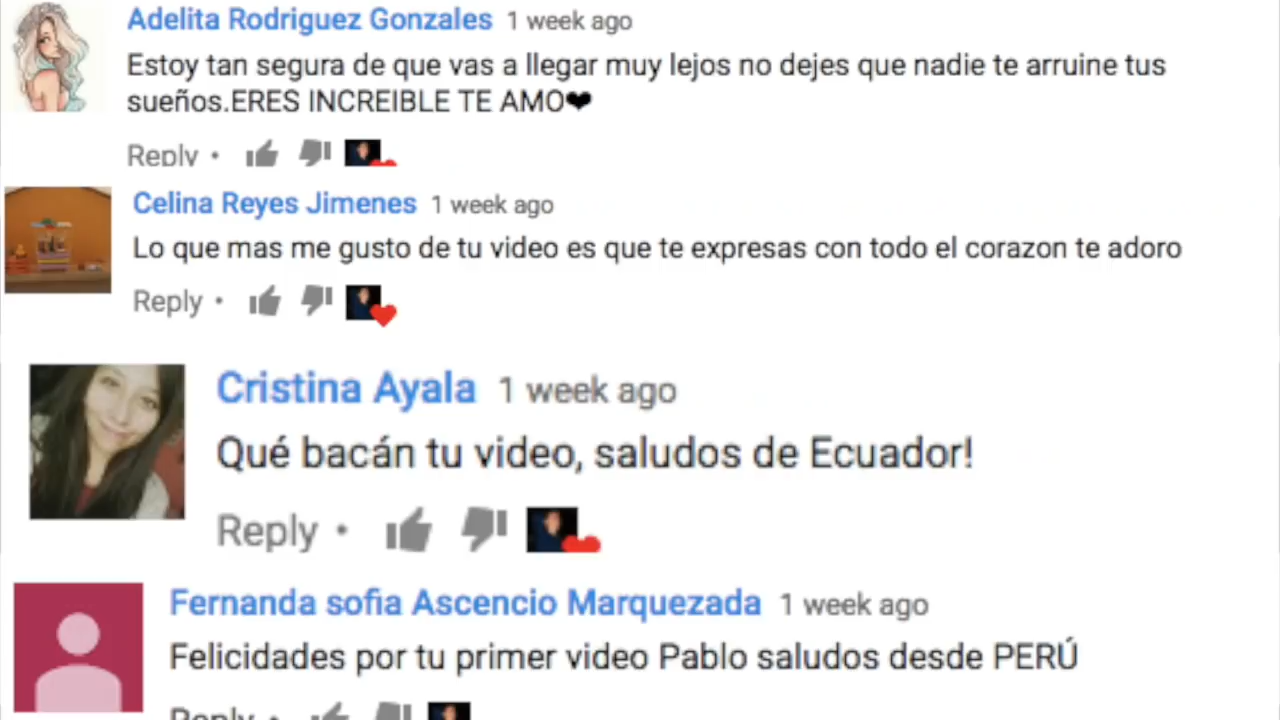 Adelita Rodriguez Gonzales 1 week ago
Estoy tan segura de que vas a llegar muy lejos no dejes que nadie te arruine tus
sueños.ERES INCREIBLE TE AMO❤
Reply •
Celina Reyes Jimenes 1 week ago
Lo que mas me gusto de tu video es que te expresas con todo el corazon te adoro
Reply •
Cristina Ayala 1 week ago
Qué bacán tu video, saludos de Ecuador!
Reply •
Fernanda sofia Ascencio Marquezada 1 week ago
Felicidades por tu primer video Pablo saludos desde PERÚ
Reply •